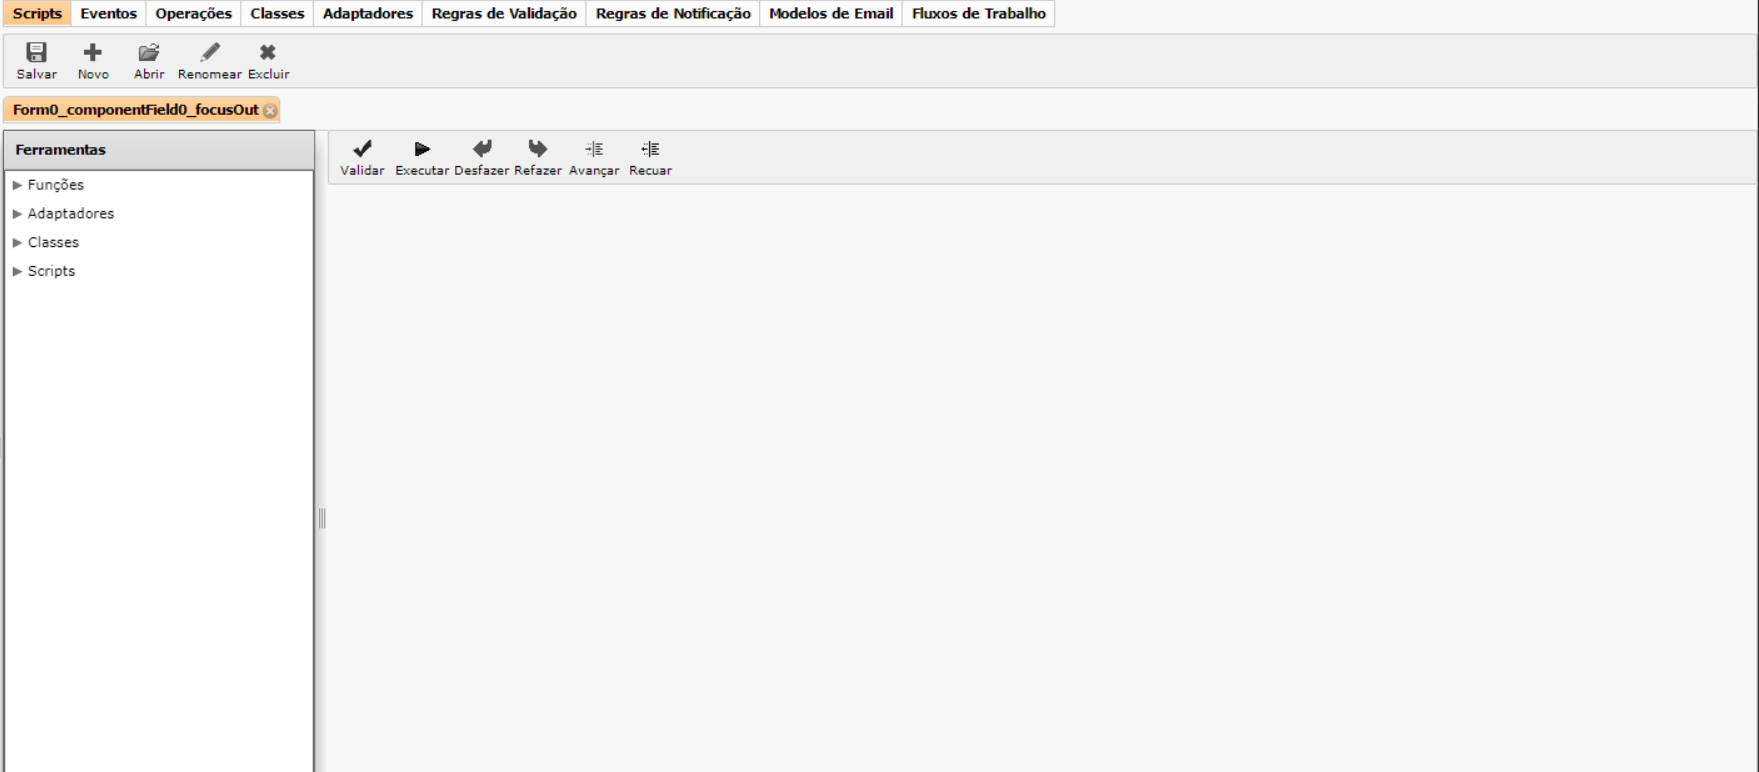 Scripts Eventos Operações Classes Adaptadores Regras de Validação Regras de Notificação Modelos de Email Fluxos de Trabalho
Salvar Novo Abrir Renomear Excluir
Form0_componentField0_focusOut
Ferramentas
Funções
Adaptadores
Classes
Scripts
Validar Executar Desfazer Refazer Avançar Recuar